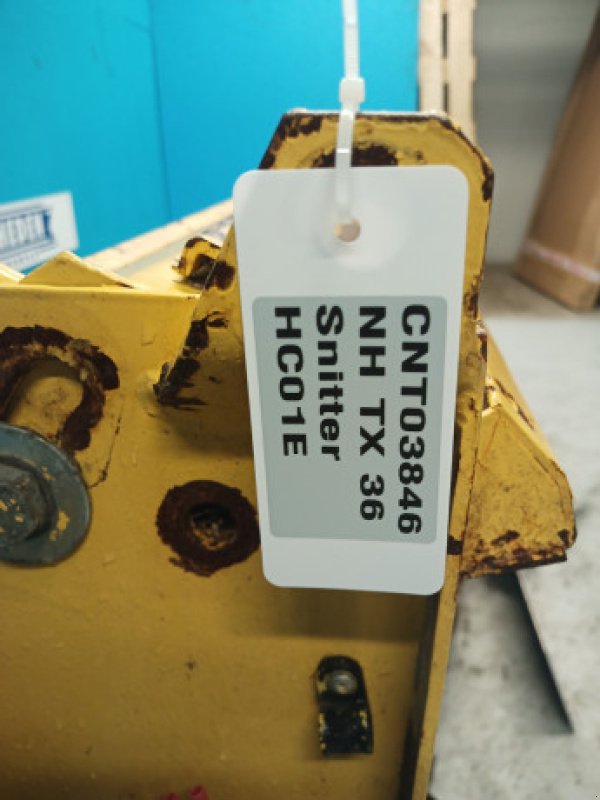 CNT03846
NH TX 36
Snitter
HC01E